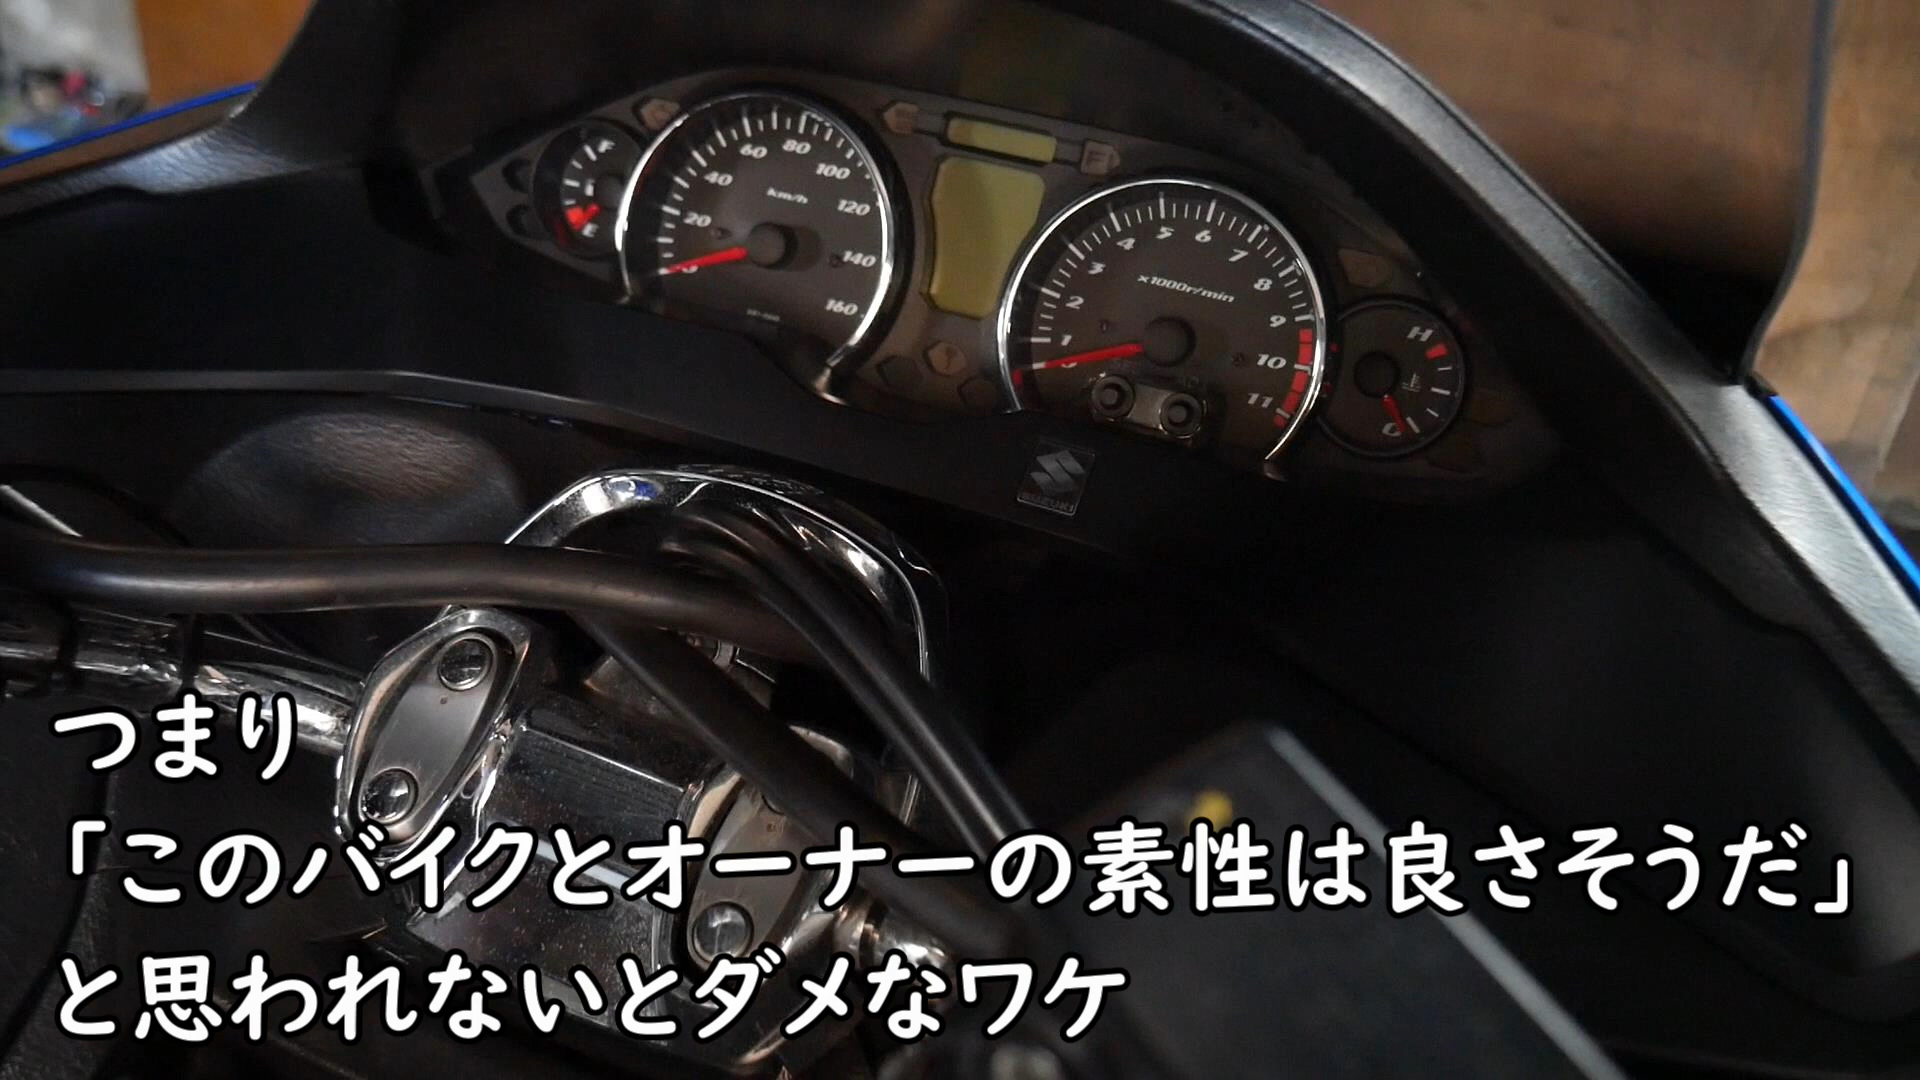 F
E
20
40
60
80
100
120
140
160
km/h
1
2
3
4
5
6
7
8
9
10
11
x1000r/min
H
C
SUZUKI
つまり
「このバイクとオーナーの素性は良さそうだ」
と思われないとダメなワケ